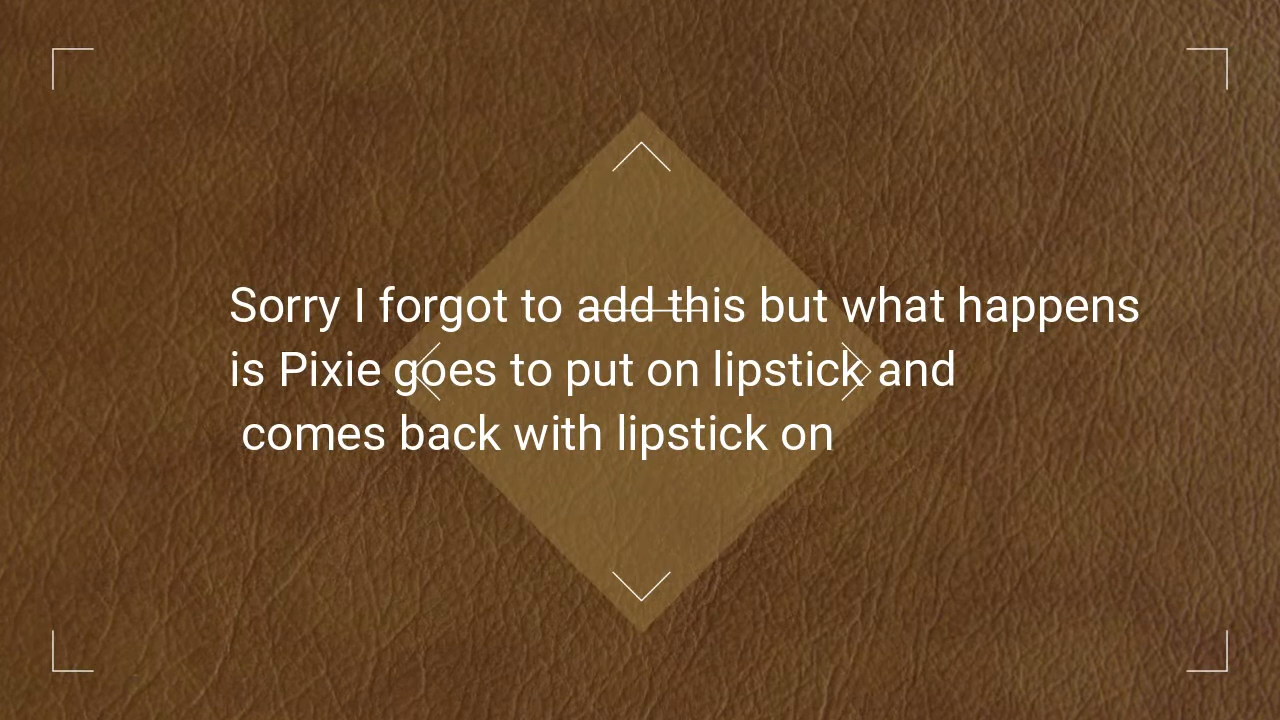 Sorry I forgot to add this but what happens
is Pixie goes to put on lipstick and
comes back with lipstick on